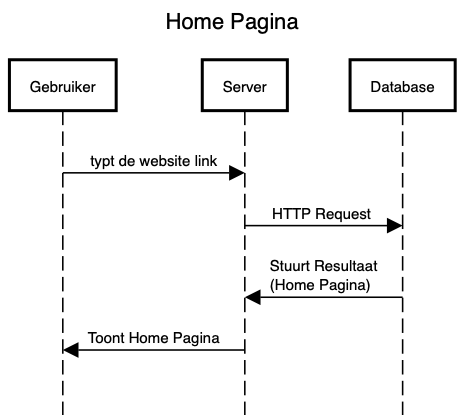 Home Pagina
Gebruiker
Server
Database
typt de website link
HTTP Request
Stuurt Resultaat
(Home Pagina)
Toont Home Pagina